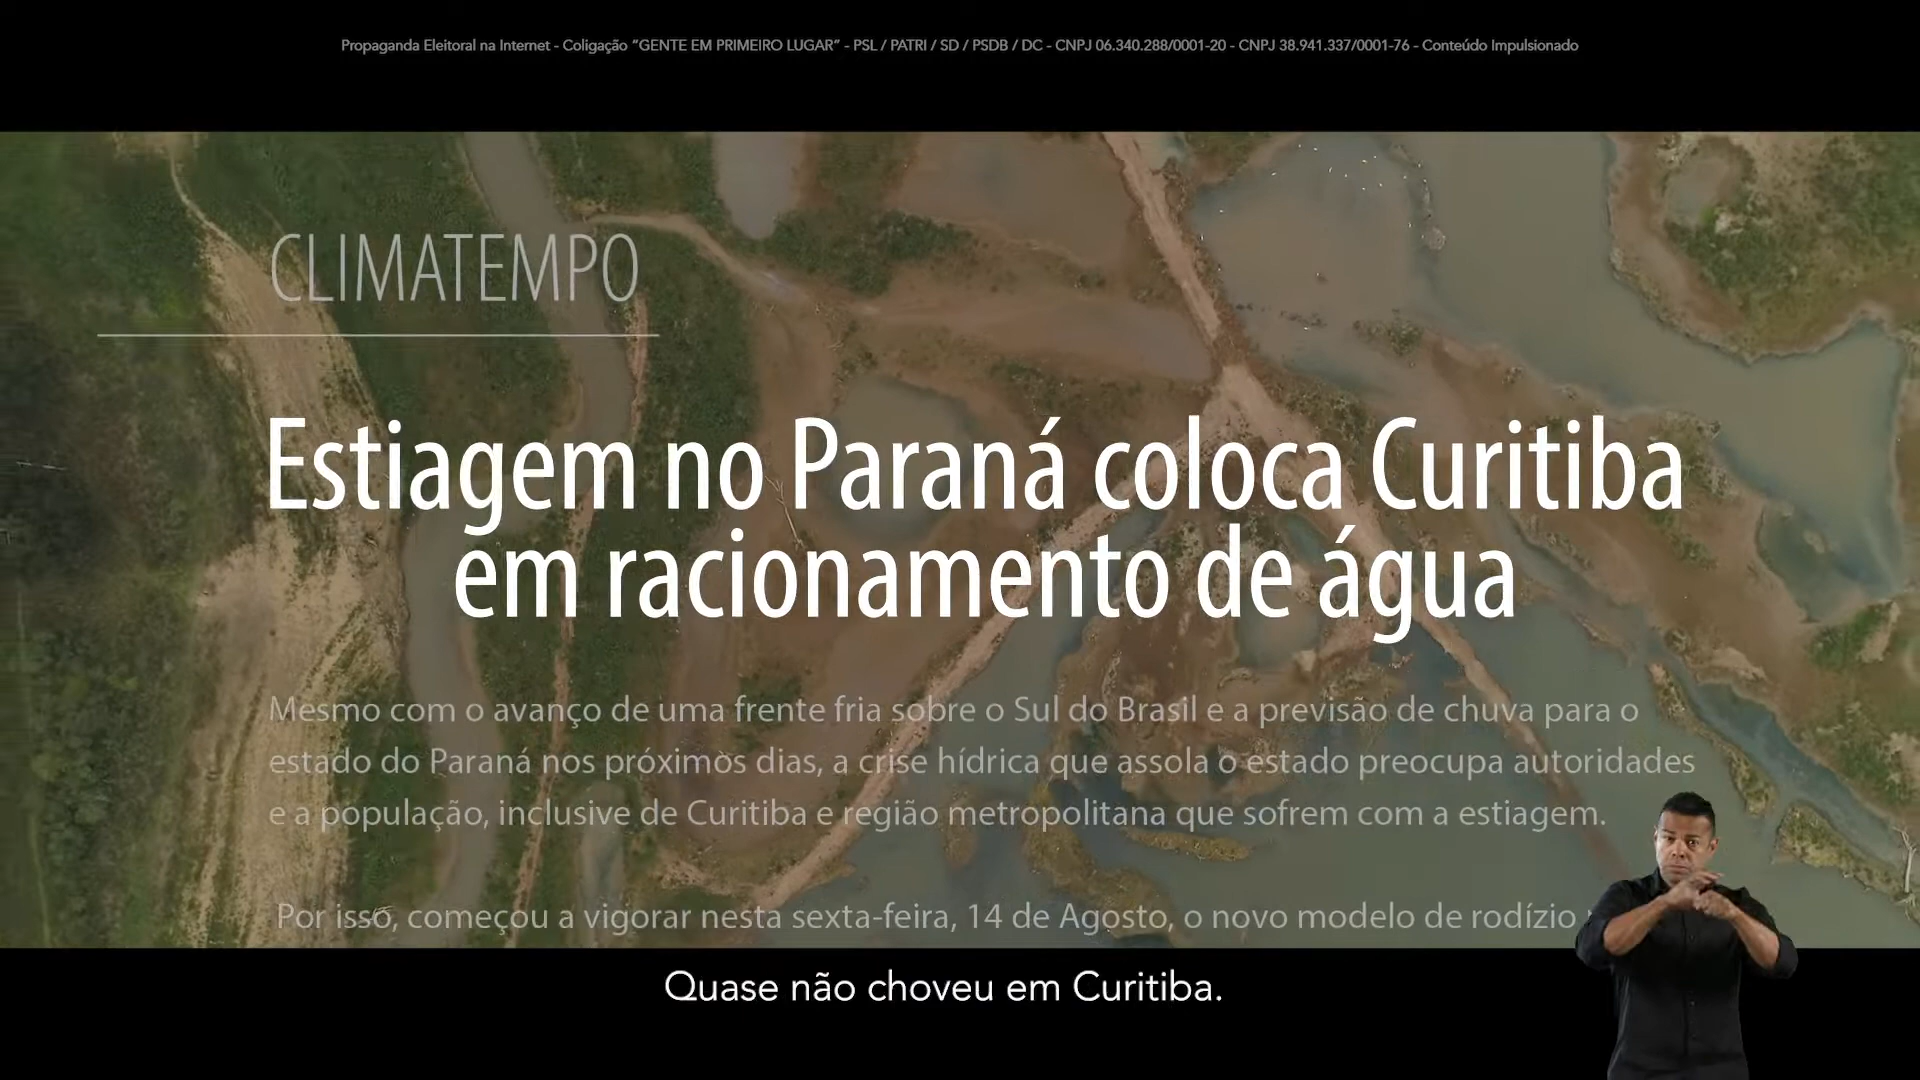 Propaganda Eleitoral na Internet - Coligação “GENTE EM PRIMEIRO LUGAR” - PSL / PATRI / SD / PSDB / DC - CNPJ 06.340.288/0001-20 - CNPJ 38.941.337/0001-76 - Conteúdo Impulsionado
CLIMATEMPO
Estiagem no Paraná coloca Curitiba
em racionamento de água
Mesmo com o avanço de uma frente fria sobre o Sul do Brasil e a previsão de chuva para o
estado do Paraná nos próximos dias, a crise hídrica que assola o estado preocupa autoridades
e a população, inclusive de Curitiba e região metropolitana que sofrem com a estiagem.
Por isso, começou a vigorar nesta sexta-feira, 14 de Agosto, o novo modelo de rodízio
Quase não choveu em Curitiba.